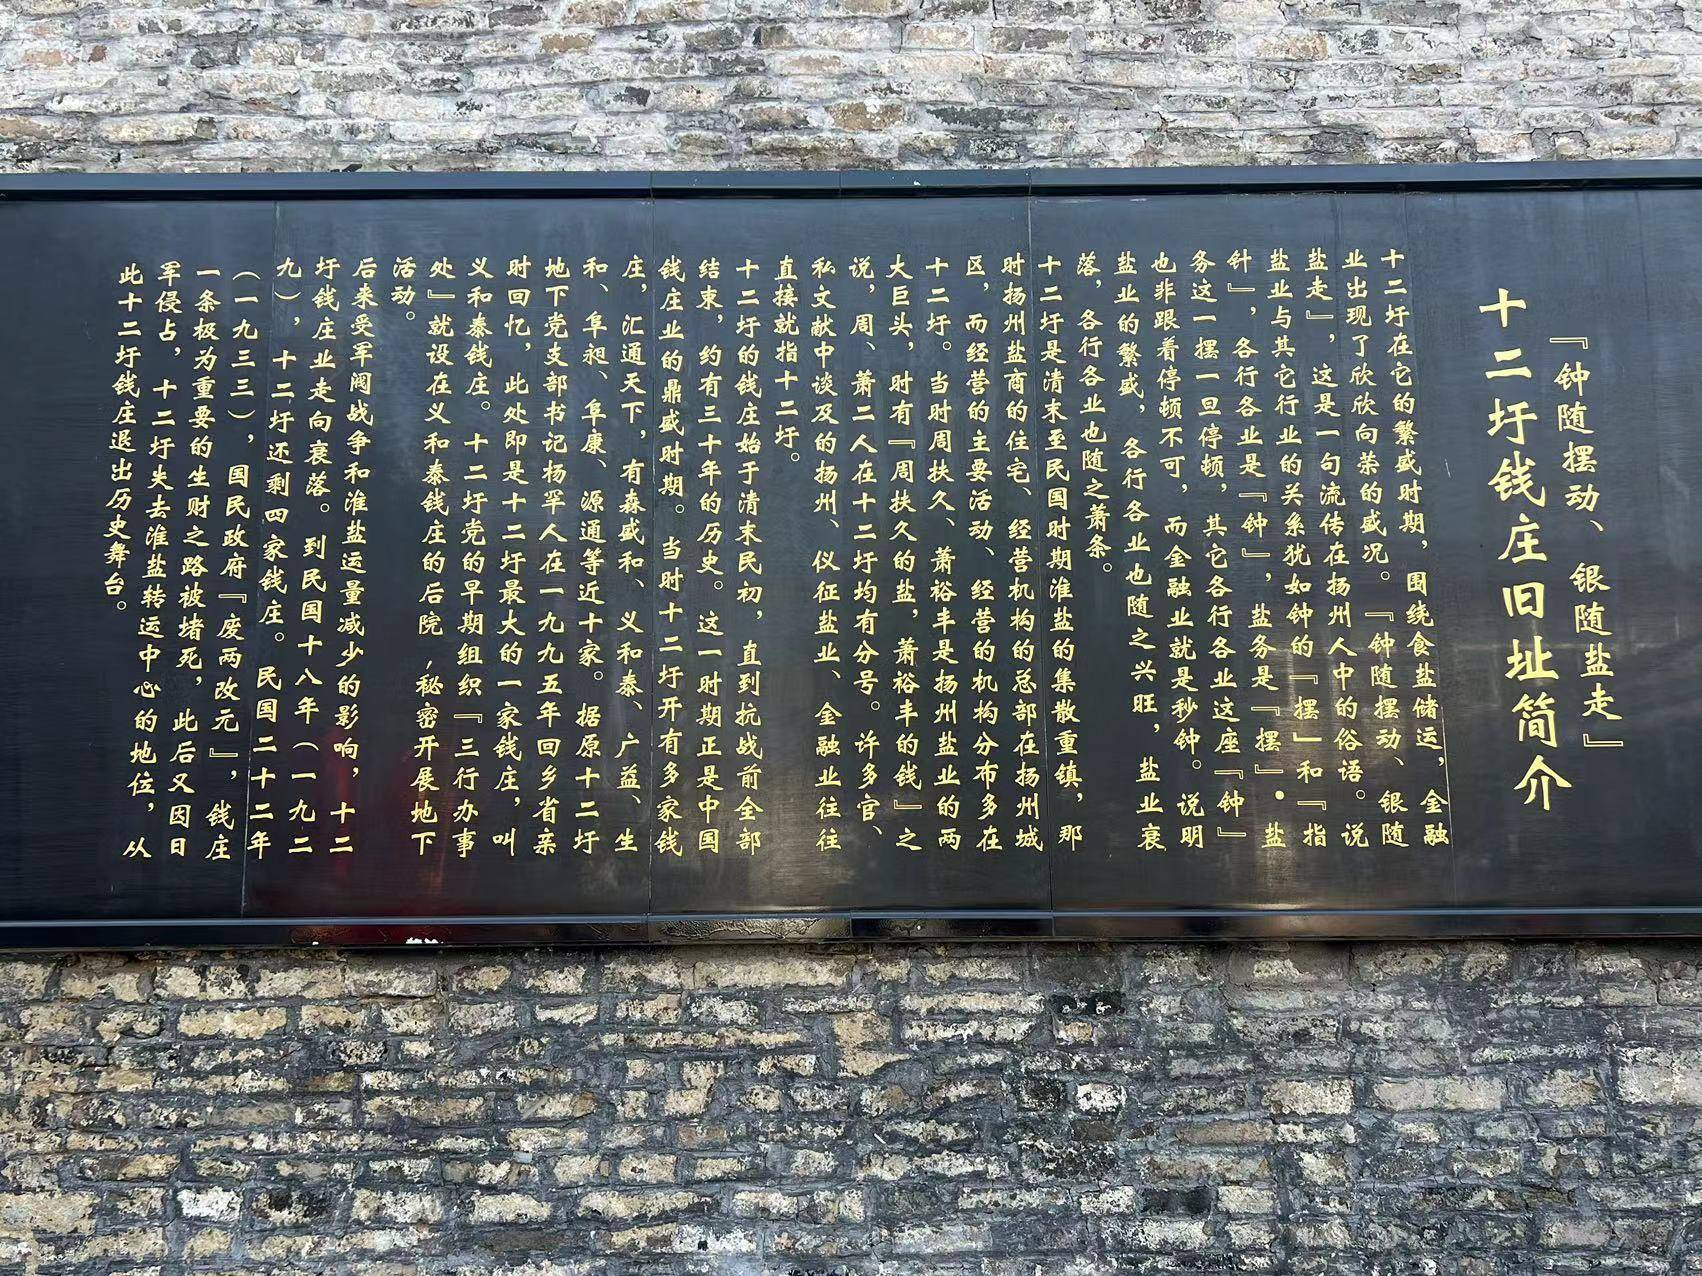 『钟随摆动、银随盐走』
十二圩钱庄旧址简介
十二圩在它的繁盛时期，围绕食盐储运，金融
业出现了欣欣向荣的盛况。『钟随摆动、银随
盐走』，这是一句流传在扬州人中的俗语。说
盐业与其它行业的关系犹如钟的『摆』和『指
针』，各行各业是『钟』，盐务是『摆』·盐
务这一摆一旦停顿，其它各行各业这座『钟』
也非跟着停顿不可，而金融业就是秒钟。说明
盐业的繁盛，各行各业也随之兴旺，盐业衰
落，各行各业也随之萧条。
十二圩是清末至民国时期淮盐的集散重镇，那
时扬州盐商的住宅、经营机构的总部在扬州城
区，而经营的主要活动、经营的机构分布多在
十二圩。当时周扶久、萧裕丰是扬州盐业的两
大巨头，时有『周扶久的盐，萧裕丰的钱』之
说，周、萧二人在十二圩均有分号。许多官、
私文献中谈及的扬州、仪征盐业、金融业往往
直接就指十二圩。
十二圩的钱庄始于清末民初，直到抗战前全部
结束，约有三十年的历史。这一时期正是中国
钱庄业的鼎盛时期。当时十二圩开有多家钱
庄，汇通天下，有森盛和、义和泰、广益、生
和、阜昶、阜康、源通等近十家。据原十二圩
地下党支部书记杨罕人在一九九五年回乡省亲
时回忆，此处即是十二圩最大的一家钱庄，叫
义和泰钱庄。十二圩党的早期组织『三行办事
处』就设在义和泰钱庄的后院，秘密开展地下
活动。
后来受军阀战争和淮盐运量减少的影响，十二
圩钱庄业走向衰落。到民国十八年（一九二
九），十二圩还剩四家钱庄。民国二十二年
（一九三三），国民政府『废两改元』，钱庄
一条极为重要的生财之路被堵死，此后又因日
军侵占，十二圩失去淮盐转运中心的地位，从
此十二圩钱庄退出历史舞台。